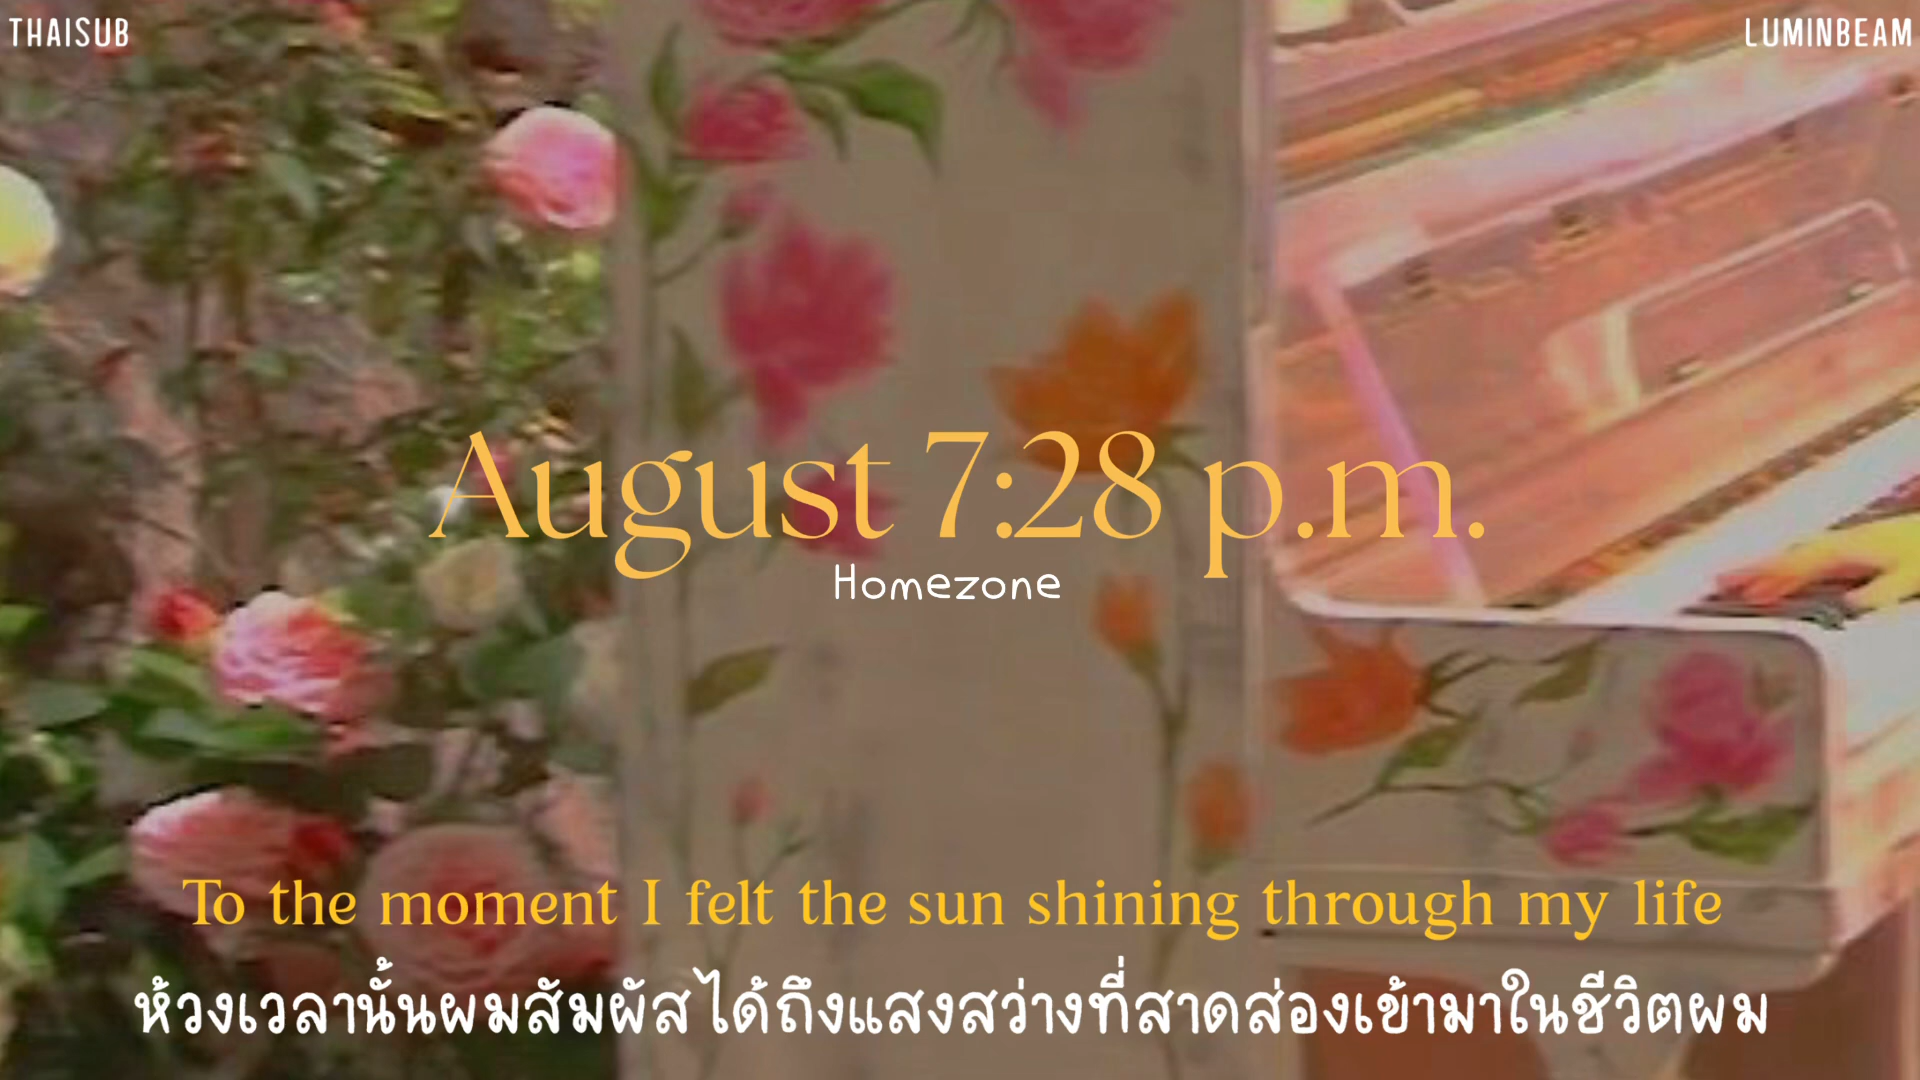 THAISUB
LUMINBEAM
August 7:28 p.m.
Homezone
To the moment I felt the sun shining through my life
ห้วงเวลานั้นผมสัมผัสได้ถึงแสงสว่างที่สาดส่องเข้ามาในชีวิตผม